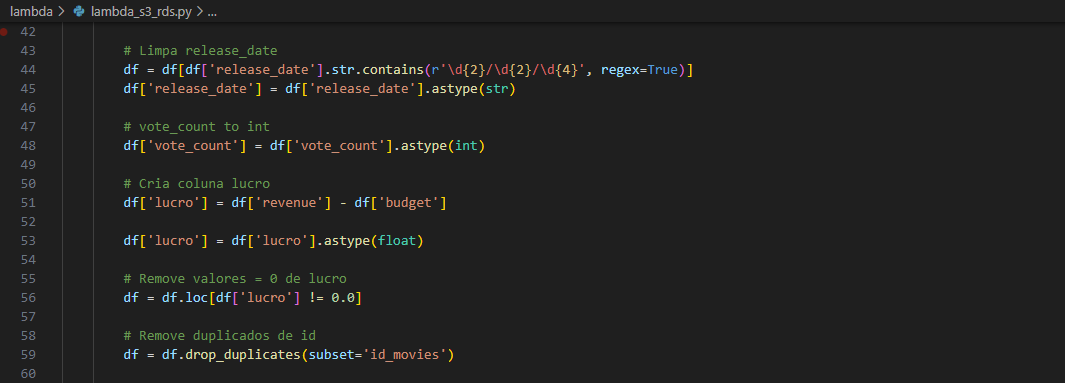 lambda > lambda_s3_rds.py > ...
42
43 # Limpa release_date
44 df = df[df['release_date'].str.contains(r'\d{2}/\d{2}/\d{4}', regex=True)]
45 df['release_date'] = df['release_date'].astype(str)
46
47 # vote_count to int
48 df['vote_count'] = df['vote_count'].astype(int)
49
50 # Cria coluna lucro
51 df['lucro'] = df['revenue'] - df['budget']
52
53 df['lucro'] = df['lucro'].astype(float)
54
55 # Remove valores = 0 de lucro
56 df = df.loc[df['lucro'] != 0.0]
57
58 # Remove duplicados de id
59 df = df.drop_duplicates(subset='id_movies')
60